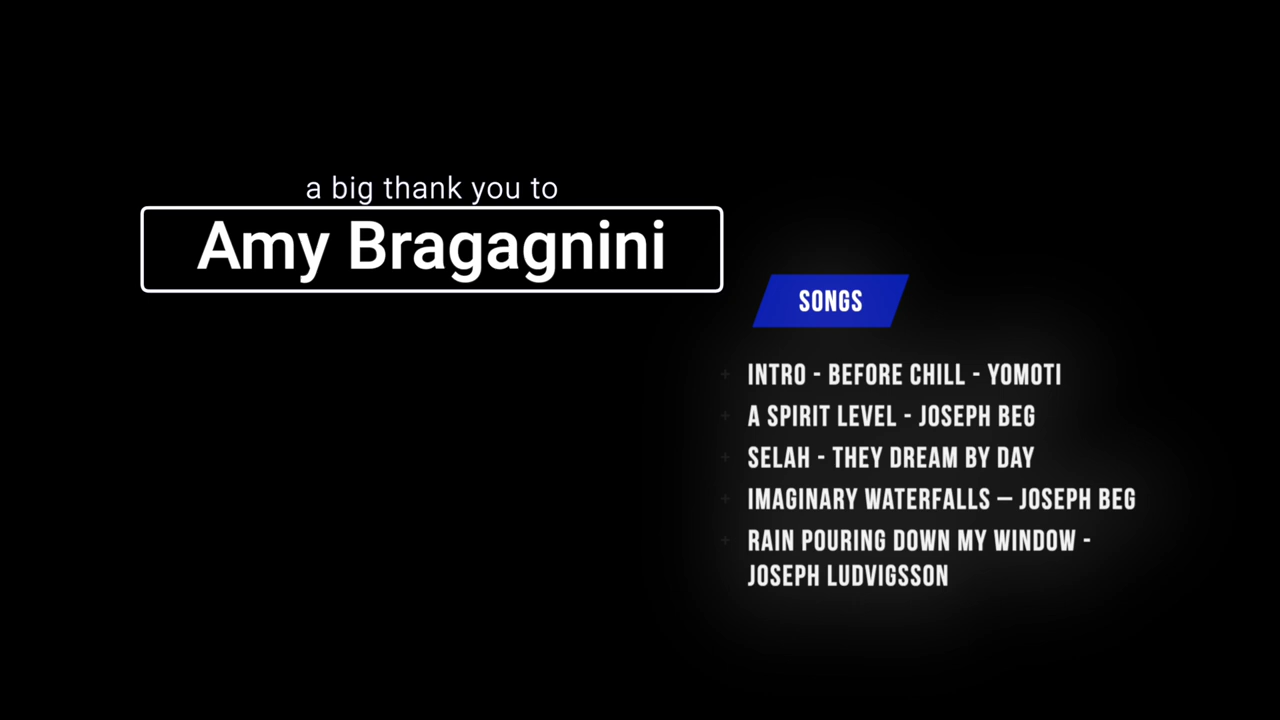 a big thank you to
Amy Bragagnini
SONGS
+ INTRO - BEFORE CHILL - YOMOTI
+ A SPIRIT LEVEL - JOSEPH BEG
+ SELAH - THEY DREAM BY DAY
+ IMAGINARY WATERFALLS – JOSEPH BEG
+ RAIN POURING DOWN MY WINDOW -
JOSEPH LUDVIGSSON